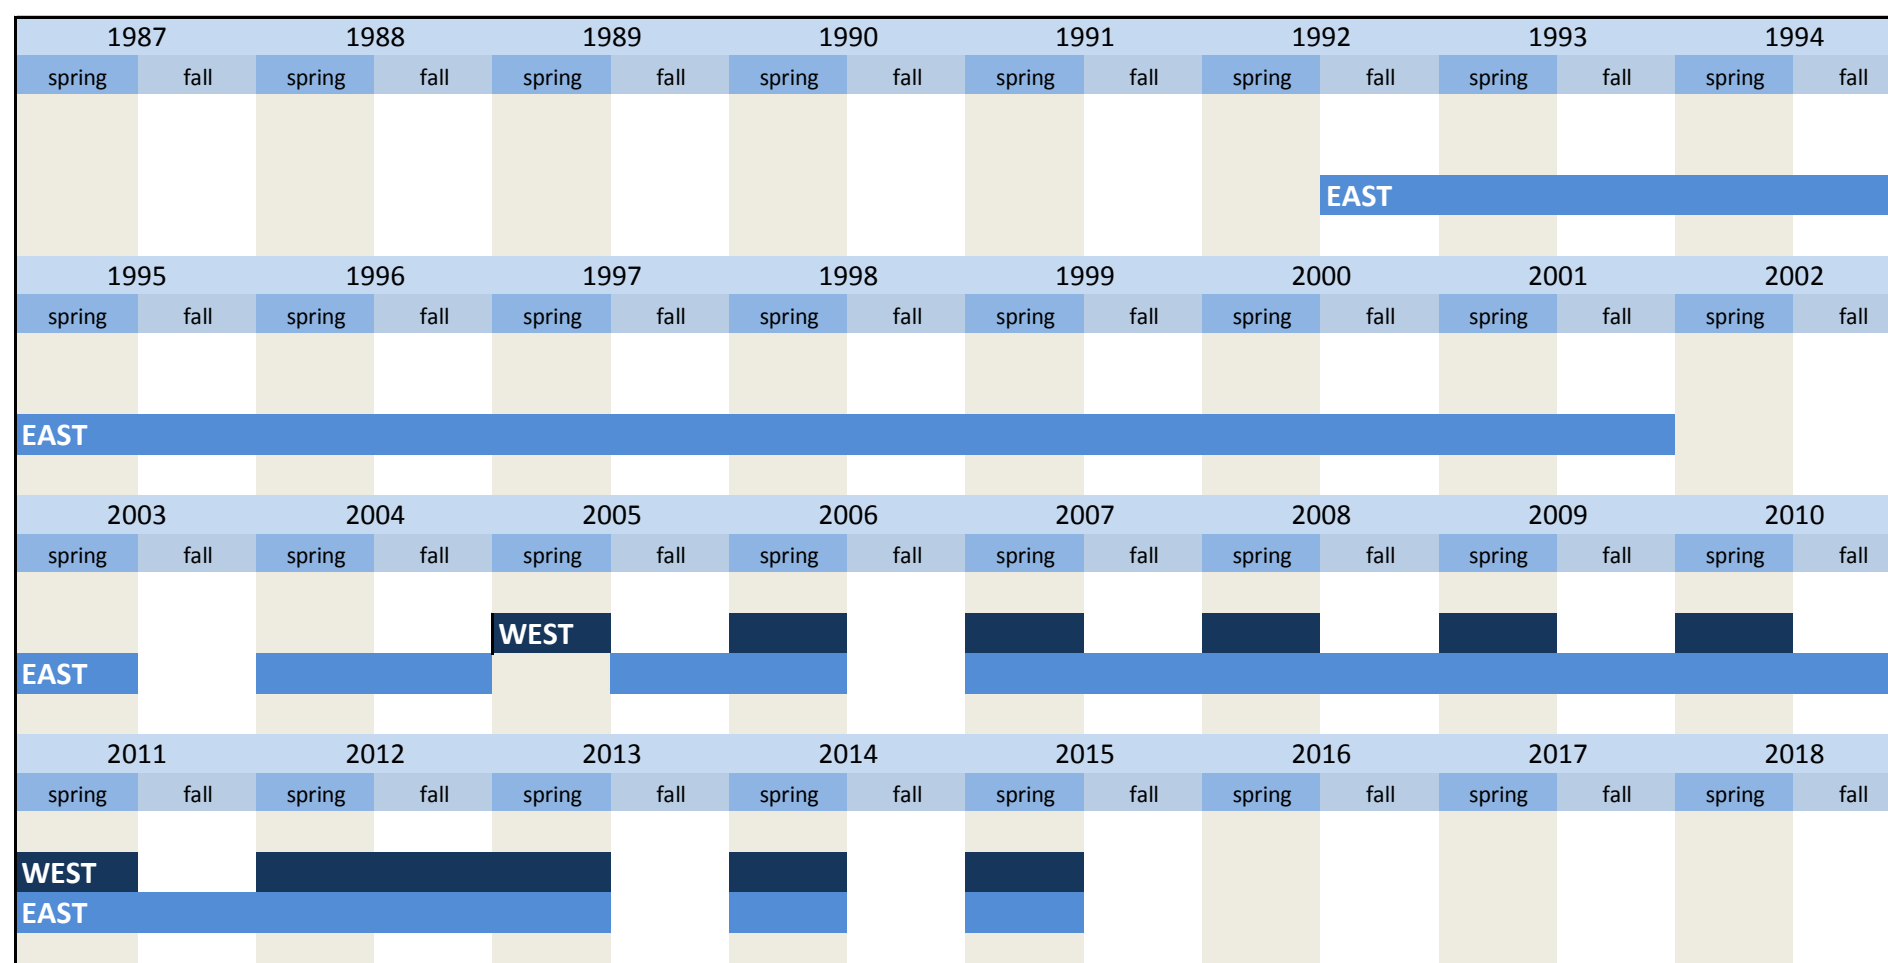 1987 1988 1989 1990 1991 1992 1993 1994
spring fall spring fall spring fall spring fall spring fall spring fall spring fall spring fall
EAST
1995 1996 1997 1998 1999 2000 2001 2002
spring fall spring fall spring fall spring fall spring fall spring fall spring fall spring fall
EAST
2003 2004 2005 2006 2007 2008 2009 2010
spring fall spring fall spring fall spring fall spring fall spring fall spring fall spring fall
WEST
EAST
2011 2012 2013 2014 2015 2016 2017 2018
spring fall spring fall spring fall spring fall spring fall spring fall spring fall spring fall
WEST
EAST